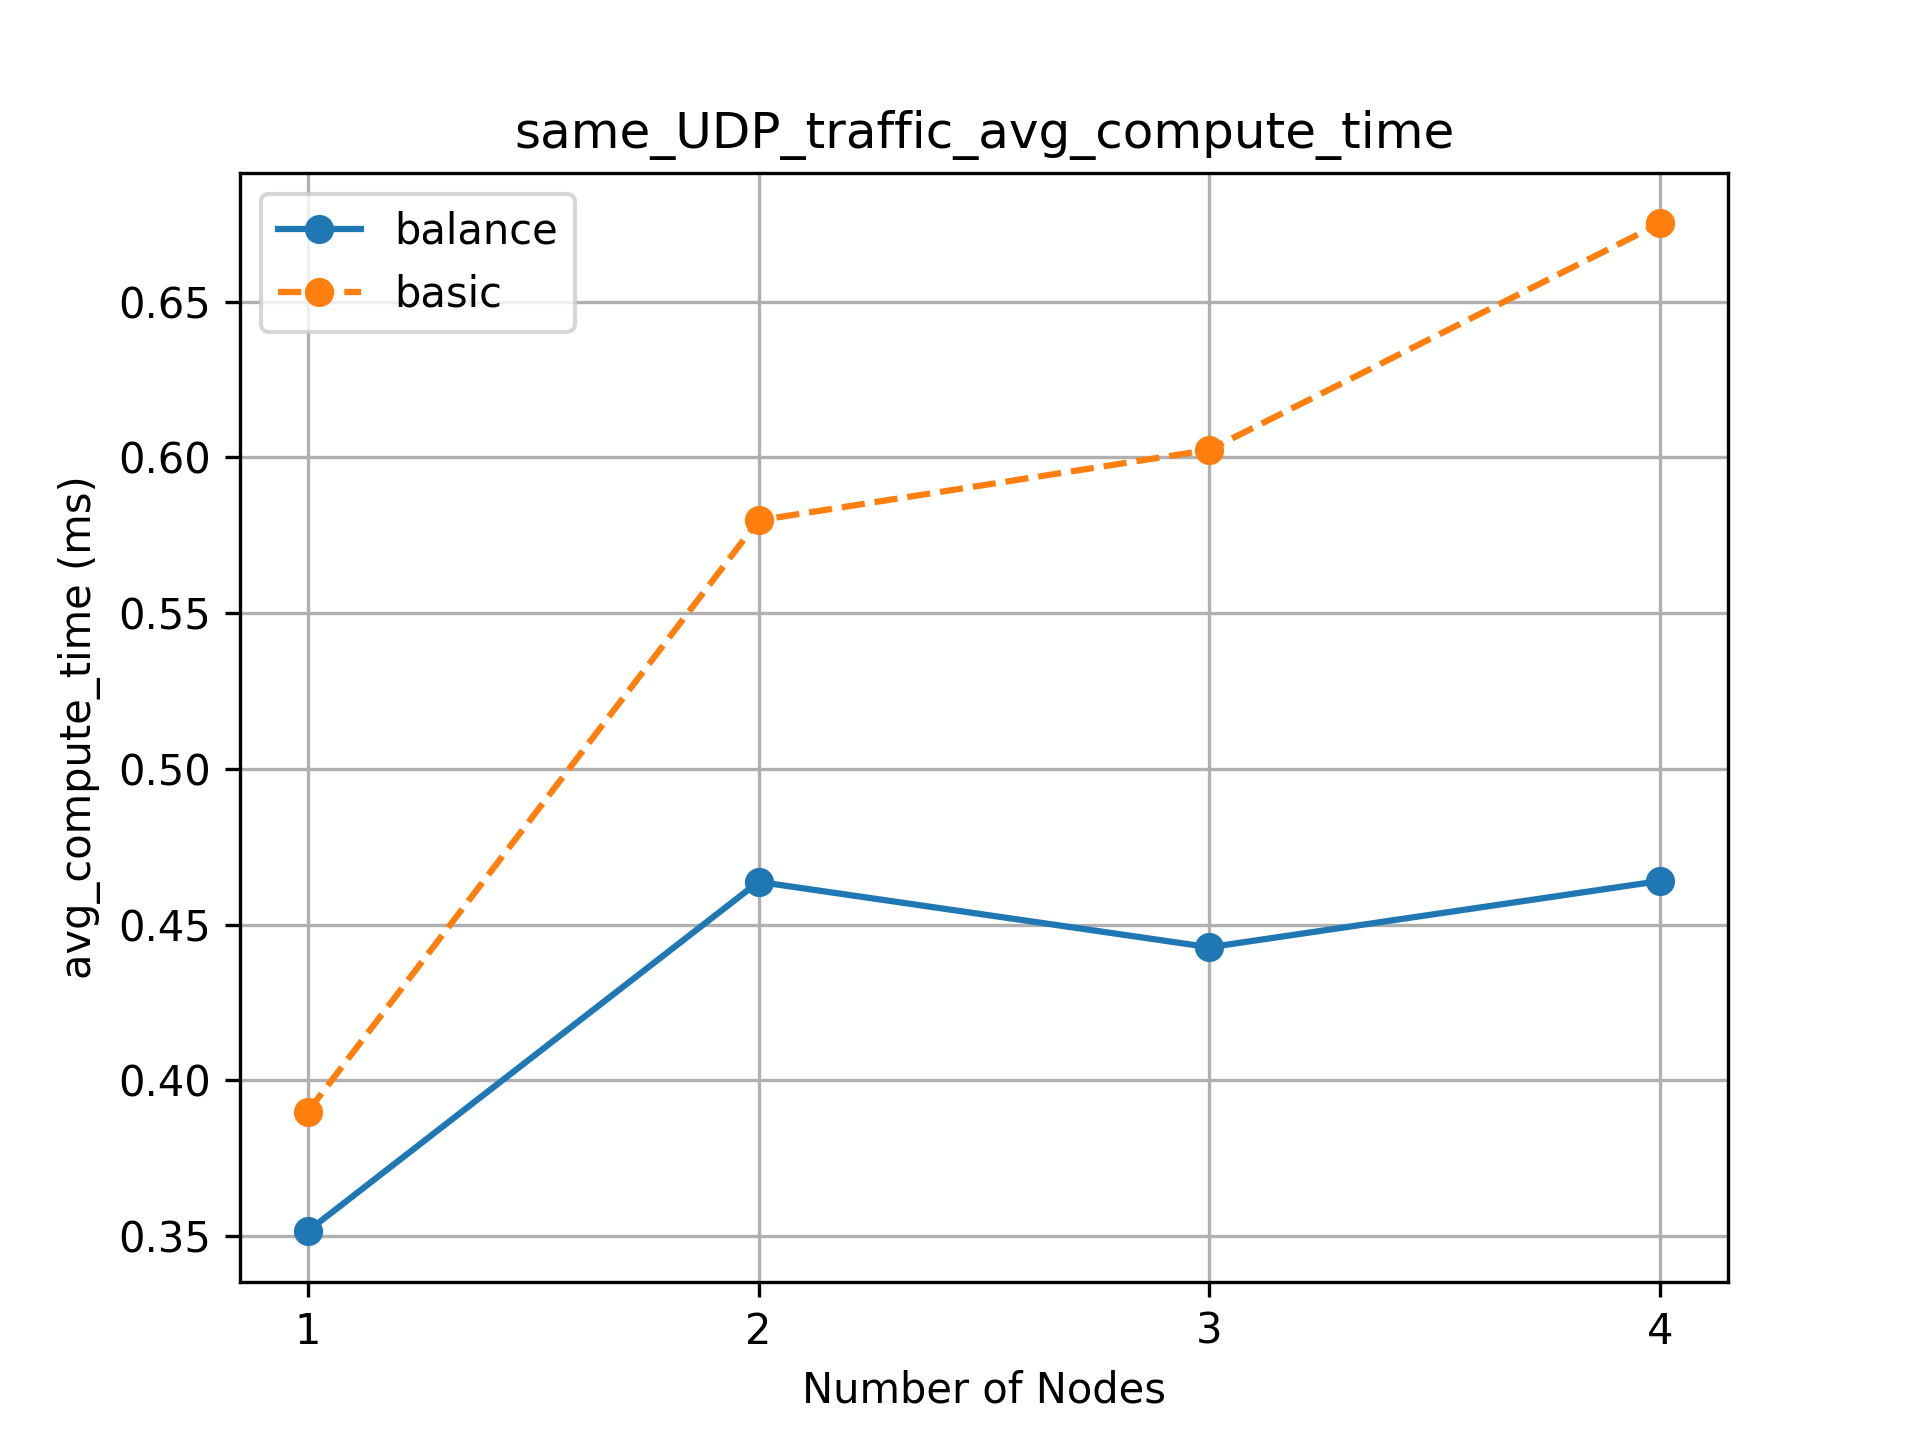 same_UDP_traffic_avg_compute_time
balance
basic
0.65
0.60
0.55
0.50
0.45
0.40
0.35
avg_compute_time (ms)
1 2 3 4
Number of Nodes